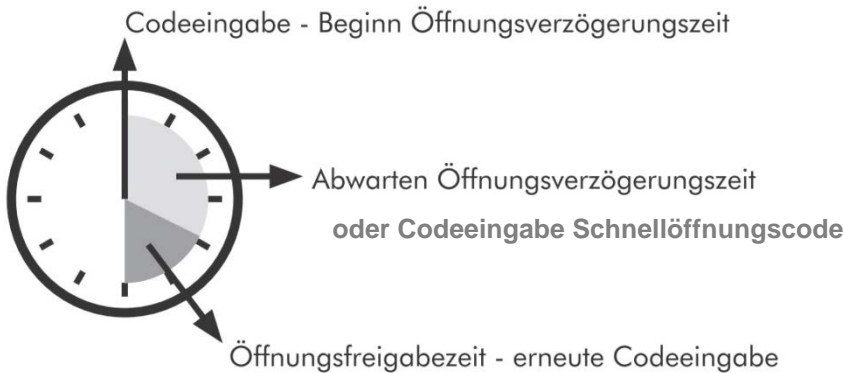 Codeeingabe - Beginn Öffnungsverzögerungszeit
Abwarten Öffnungsverzögerungszeit
oder Codeeingabe Schnellöffnungscode
Öffnungsfreigabezeit - erneute Codeeingabe